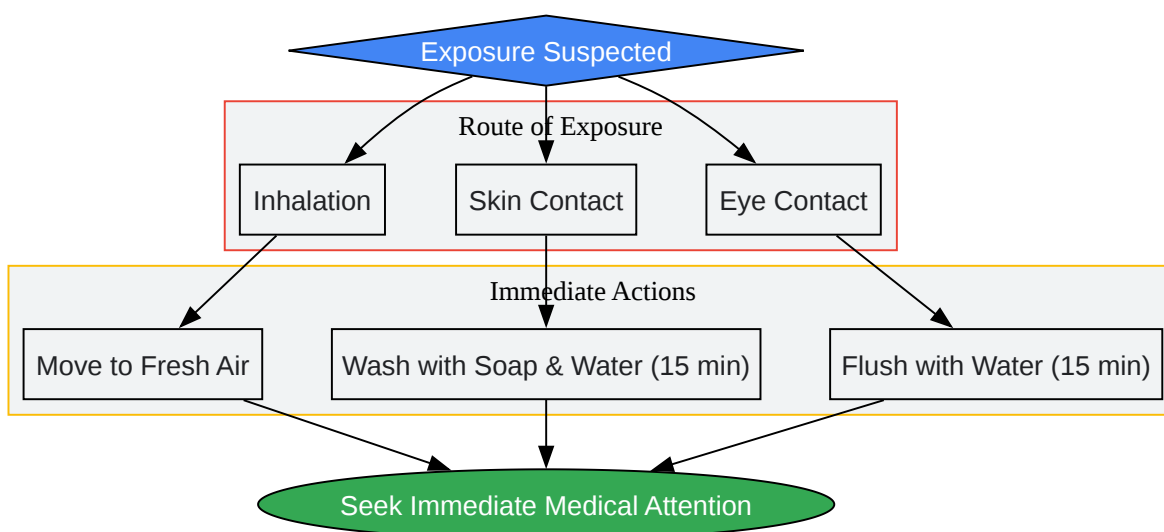 Exposure Suspected
Route of Exposure
Inhalation
Skin Contact
Eye Contact
Immediate Actions
Move to Fresh Air
Wash with Soap & Water (15 min)
Flush with Water (15 min)
Seek Immediate Medical Attention